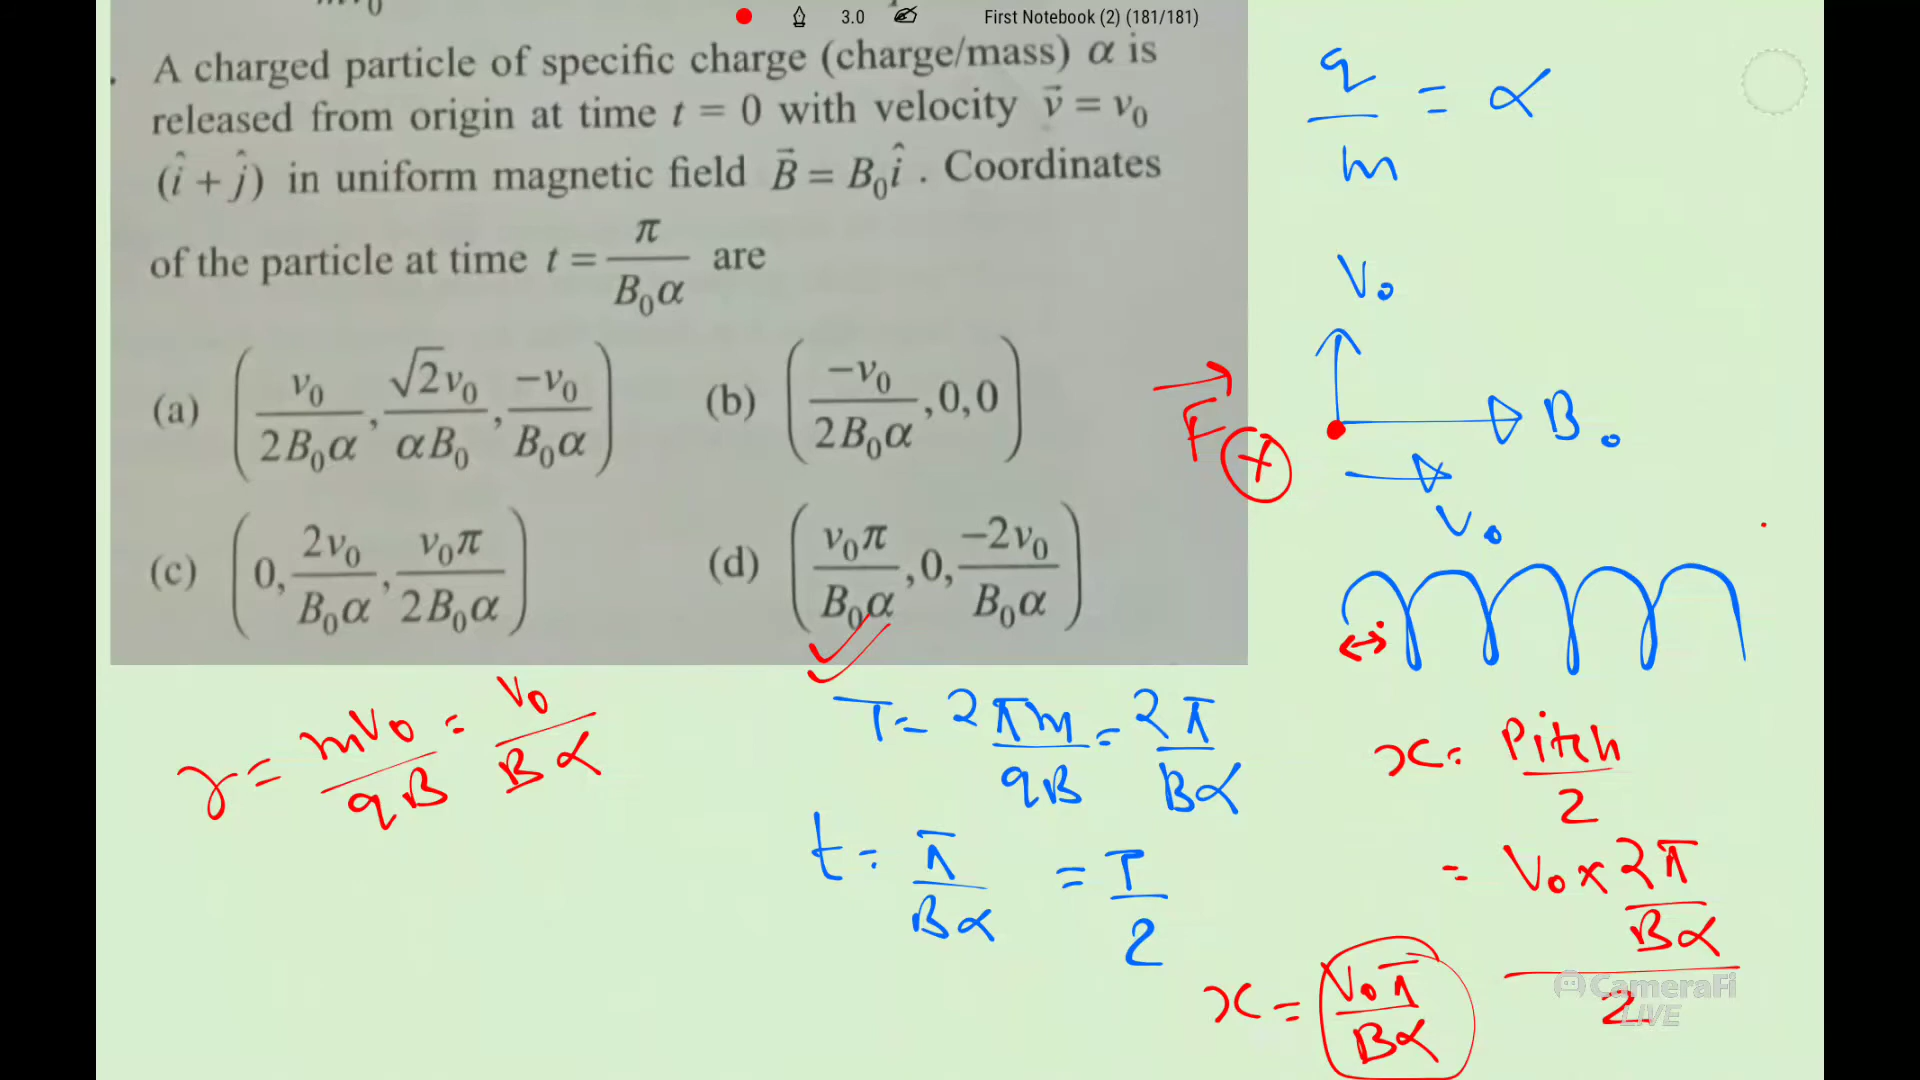 3.0 First Notebook (2) (181/181)
A charged particle of specific charge (charge/mass) α is
released from origin at time t = 0 with velocity v⃗ = v₀
(î + ĵ) in uniform magnetic field B⃗ = B₀î . Coordinates
of the particle at time t = π/(B₀α) are
(a) (v₀/(2B₀α), √2v₀/(αB₀), -v₀/(B₀α)) (b) (-v₀/(2B₀α), 0, 0)
(c) (0, 2v₀/(B₀α), v₀π/(2B₀α)) (d) (v₀π/(B₀α), 0, -2v₀/(B₀α))
q/m = α
V₀
F⃗ +
B₀
V₀
r = mv₀/(qB) = v₀/(Bα)
T = 2πm/(qB) = 2π/(Bα)
t = π/(Bα) = T/2
x = Pitch/2
= V₀ × 2π/(Bα) / 2
x = V₀π/(Bα)
CameraFi
LIVE